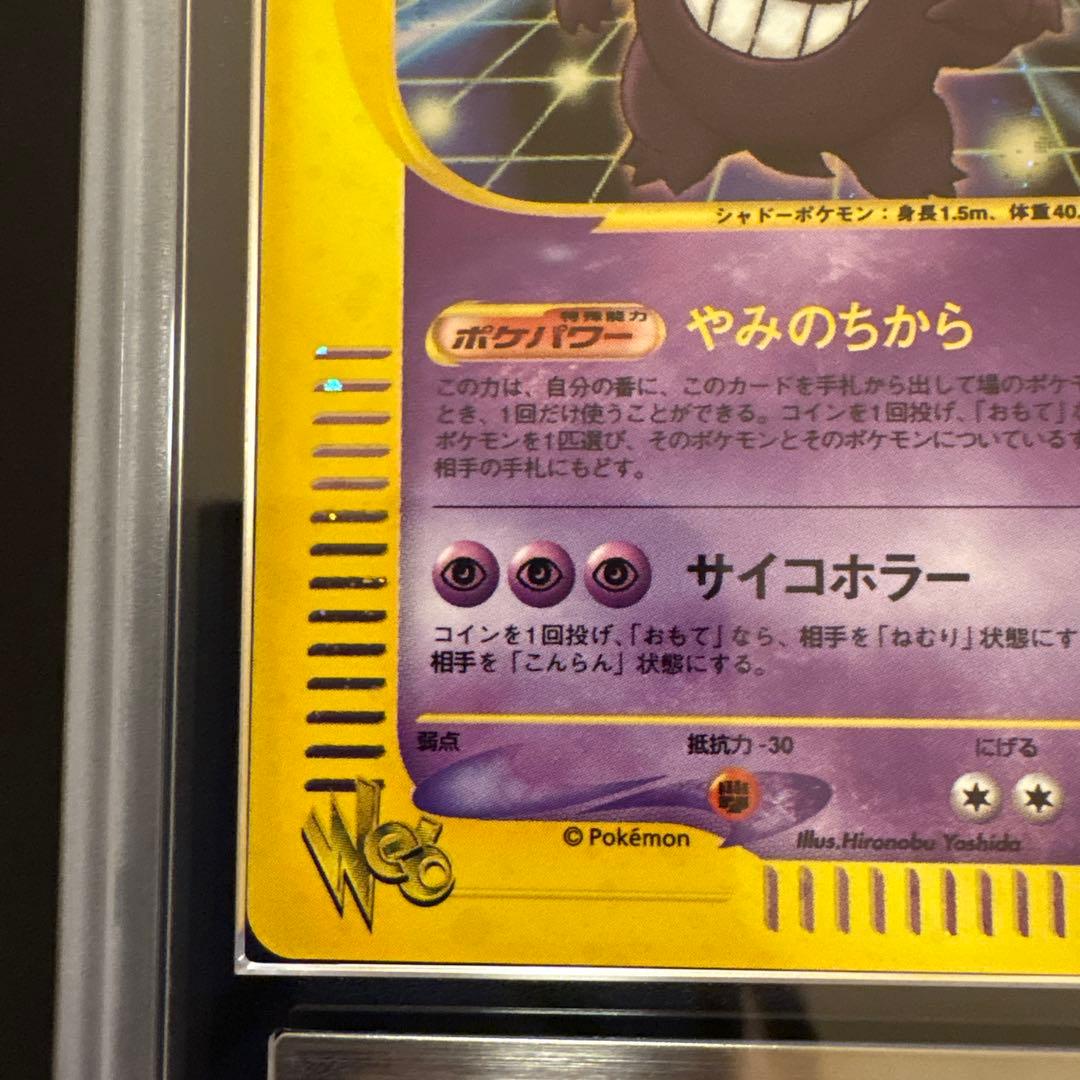 シャドーポケモン：身長1.5m、体重40.
特殊能力
ポケパワー
やみのちから
この力は、自分の番に、このカードを手札から出して場のポケモ
とき、1回だけ使うことができる。コインを1回投げ、「おもて」な
ポケモンを1匹選び、そのポケモンとそのポケモンについているす
相手の手札にもどす。
サイコホラー
コインを1回投げ、「おもて」なら、相手を「ねむり」状態にす
相手を「こんらん」状態にする。
弱点
抵抗力 -30
にげる
© Pokémon
Illus.Hironobu Yoshida
Web